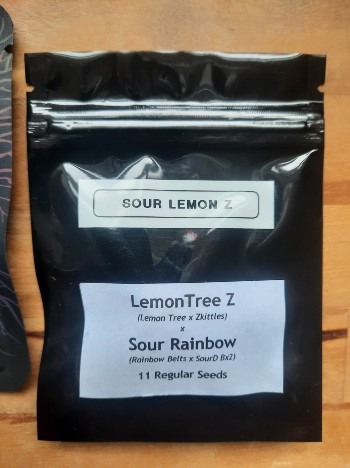 SOUR LEMON Z
LemonTree Z
(Lemon Tree x Zkittles)
x
Sour Rainbow
(Rainbow Belts x SourD Bx2)
11 Regular Seeds